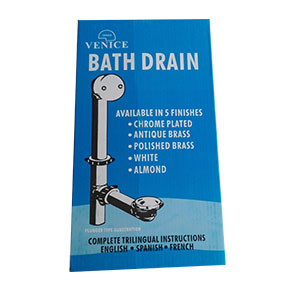 VENICE
BATH DRAIN
AVAILABLE IN 5 FINISHES
• CHROME PLATED
• ANTIQUE BRASS
• POLISHED BRASS
• WHITE
• ALMOND
PLUNGER TYPE ILLUSTRATED
COMPLETE TRILINGUAL INSTRUCTIONS
ENGLISH • SPANISH • FRENCH